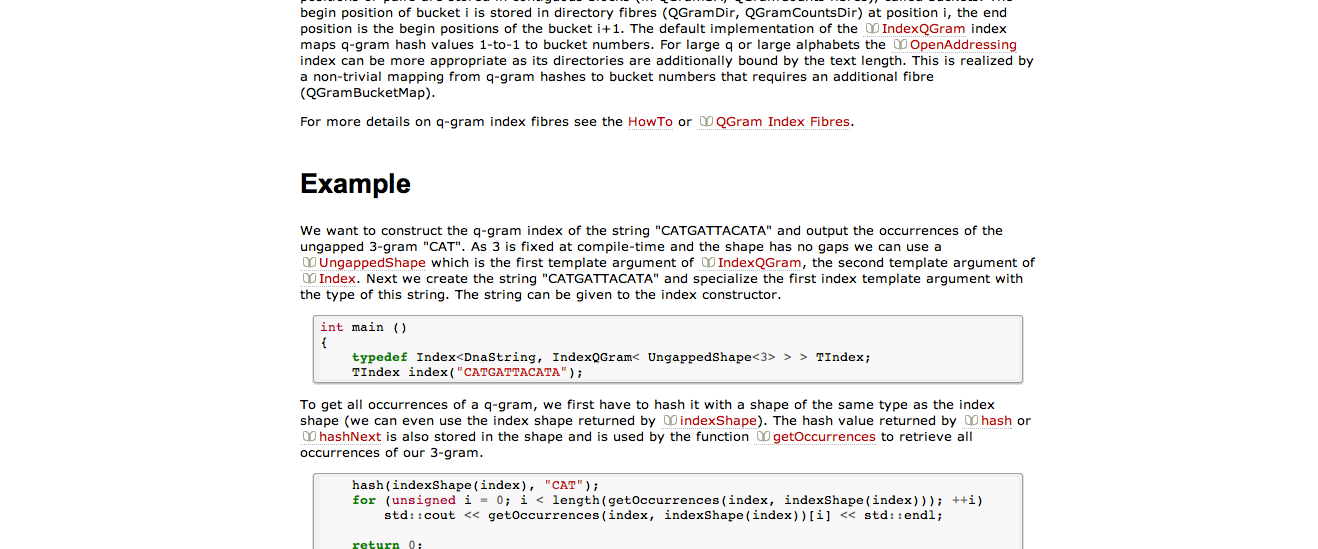 begin position of bucket i is stored in directory fibres (QGramDir, QGramCountsDir) at position i, the end
position is the begin positions of the bucket i+1. The default implementation of the IndexQGram index
maps q-gram hash values 1-to-1 to bucket numbers. For large q or large alphabets the OpenAddressing
index can be more appropriate as its directories are additionally bound by the text length. This is realized by
a non-trivial mapping from q-gram hashes to bucket numbers that requires an additional fibre
(QGramBucketMap).
For more details on q-gram index fibres see the HowTo or QGram Index Fibres.
Example
We want to construct the q-gram index of the string "CATGATTACATA" and output the occurrences of the
ungapped 3-gram "CAT". As 3 is fixed at compile-time and the shape has no gaps we can use a
UngappedShape which is the first template argument of IndexQGram, the second template argument of
Index. Next we create the string "CATGATTACATA" and specialize the first index template argument with
the type of this string. The string can be given to the index constructor.
int main ()
{
    typedef Index<DnaString, IndexQGram< UngappedShape<3> > > TIndex;
    TIndex index("CATGATTACATA");
To get all occurrences of a q-gram, we first have to hash it with a shape of the same type as the index
shape (we can even use the index shape returned by indexShape). The hash value returned by hash or
hashNext is also stored in the shape and is used by the function getOccurrences to retrieve all
occurrences of our 3-gram.
    hash(indexShape(index), "CAT");
    for (unsigned i = 0; i < length(getOccurrences(index, indexShape(index))); ++i)
        std::cout << getOccurrences(index, indexShape(index))[i] << std::endl;
    return 0;